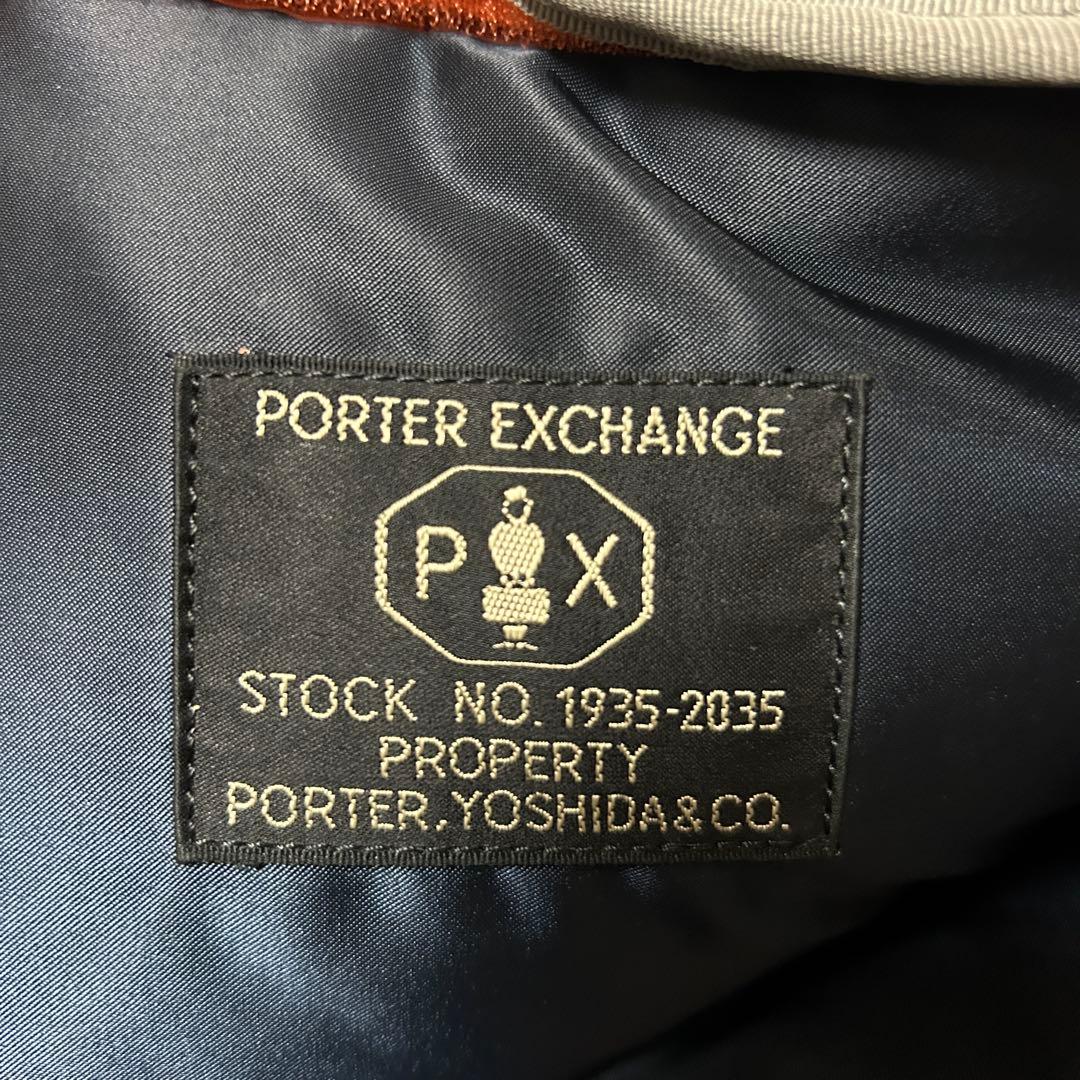 PORTER EXCHANGE
P X
STOCK NO. 1935-2035
PROPERTY
PORTER, YOSHIDA & CO.